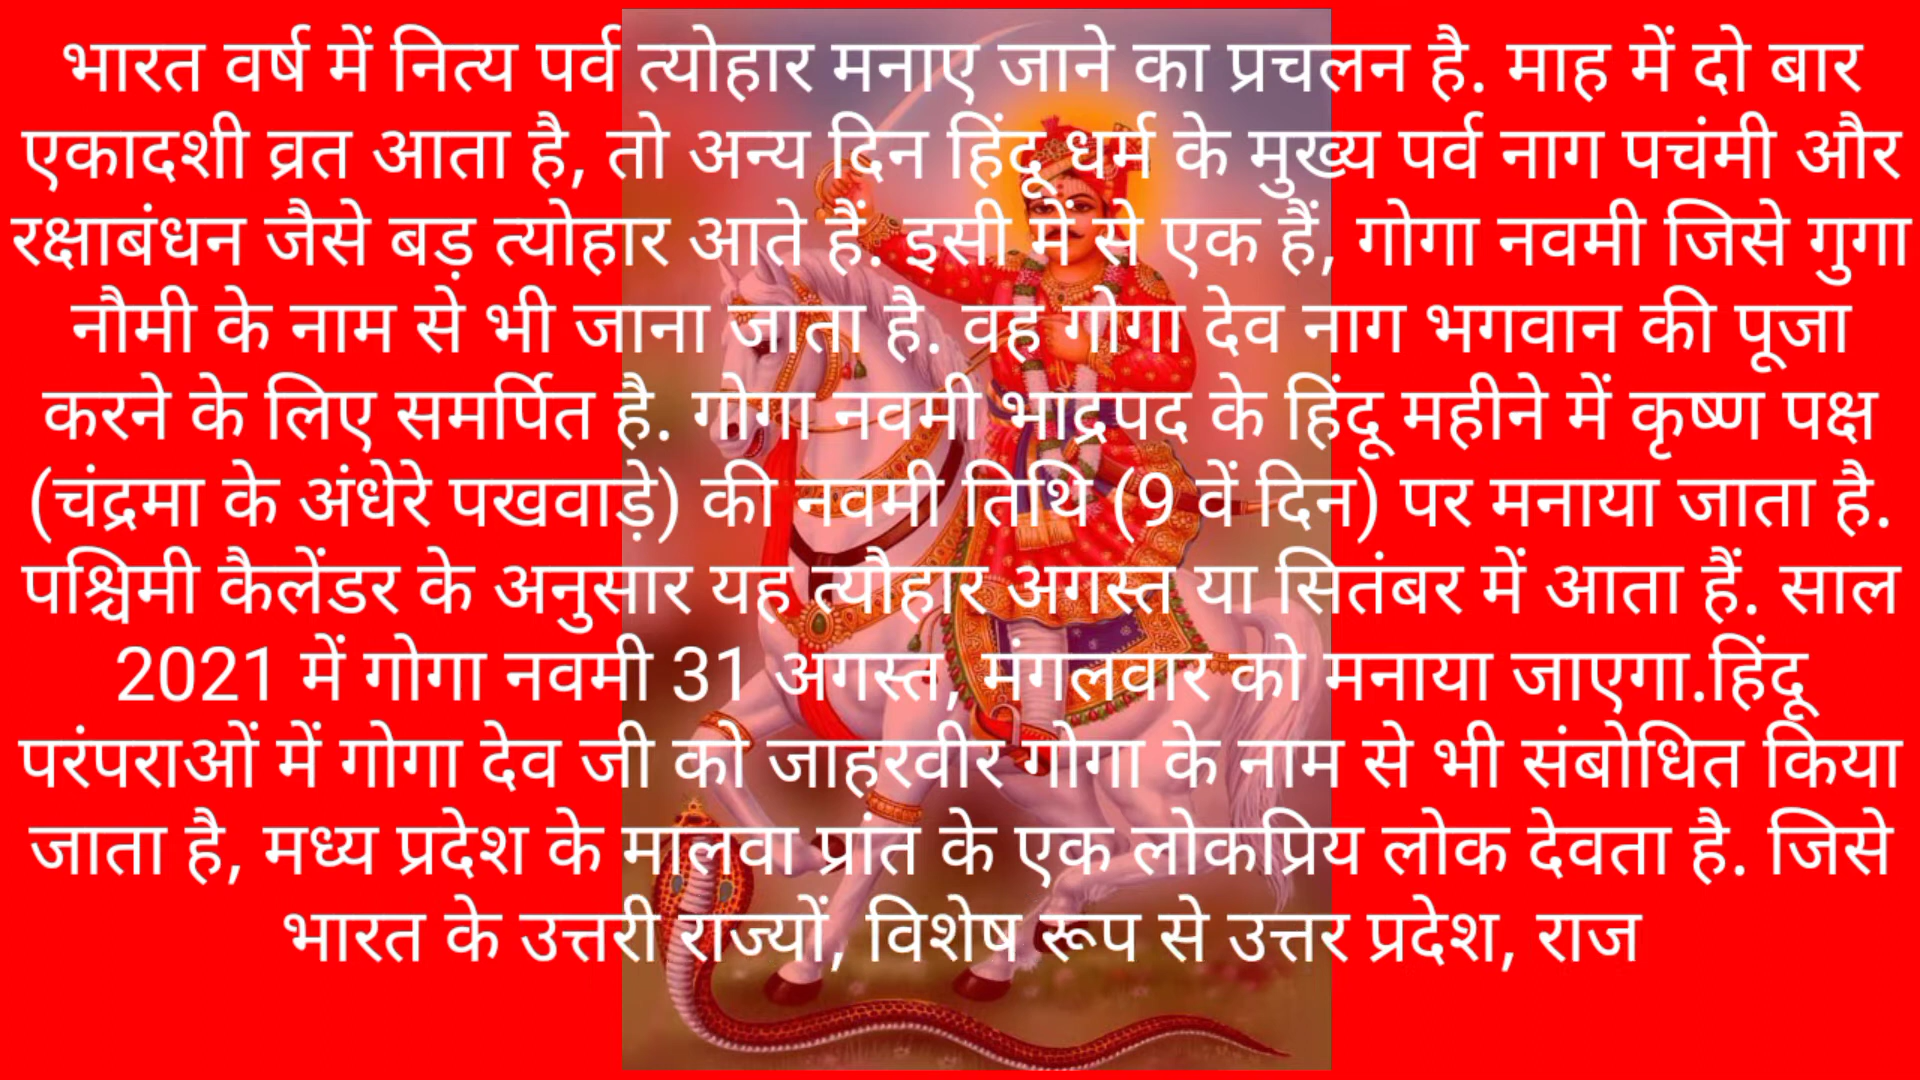 भारत वर्ष में नित्य पर्व त्योहार मनाए जाने का प्रचलन है. माह में दो बार
एकादशी व्रत आता है, तो अन्य दिन हिंदू धर्म के मुख्य पर्व नाग पचंमी और
रक्षाबंधन जैसे बड़ त्योहार आते हैं. इसी में से एक हैं, गोगा नवमी जिसे गुगा
नौमी के नाम से भी जाना जाता है. वह गोगा देव नाग भगवान की पूजा
करने के लिए समर्पित है. गोगा नवमी भाद्रपद के हिंदू महीने में कृष्ण पक्ष
(चंद्रमा के अंधेरे पखवाड़े) की नवमी तिथि (9 वें दिन) पर मनाया जाता है.
पश्चिमी कैलेंडर के अनुसार यह त्यौहार अगस्त या सितंबर में आता हैं. साल
2021 में गोगा नवमी 31 अगस्त, मंगलवार को मनाया जाएगा.हिंदू
परंपराओं में गोगा देव जी को जाहरवीर गोगा के नाम से भी संबोधित किया
जाता है, मध्य प्रदेश के मालवा प्रांत के एक लोकप्रिय लोक देवता है. जिसे
भारत के उत्तरी राज्यों, विशेष रूप से उत्तर प्रदेश, राज